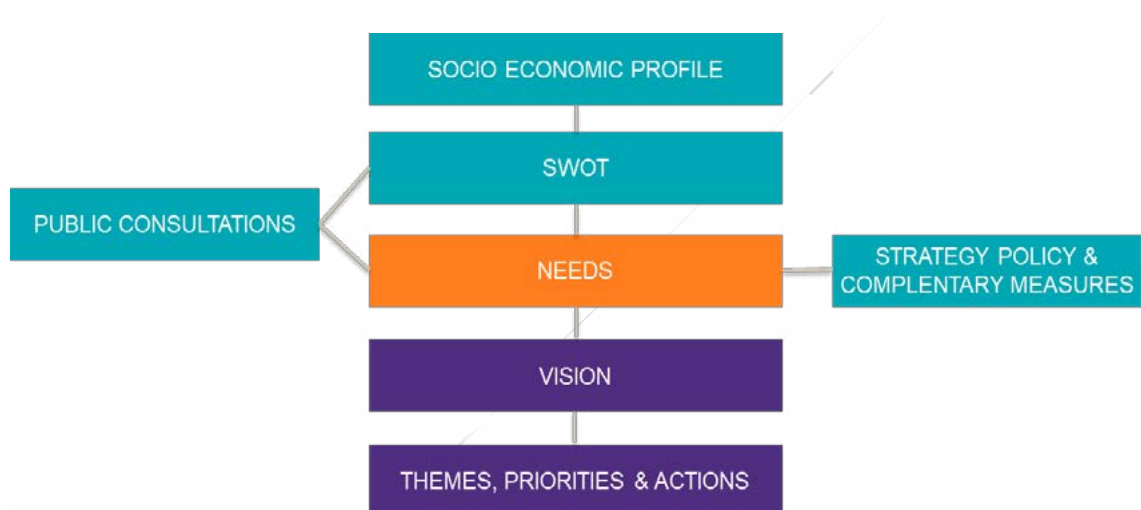 SOCIO ECONOMIC PROFILE
SWOT
PUBLIC CONSULTATIONS
NEEDS
STRATEGY POLICY &
COMPLENTARY MEASURES
VISION
THEMES, PRIORITIES & ACTIONS